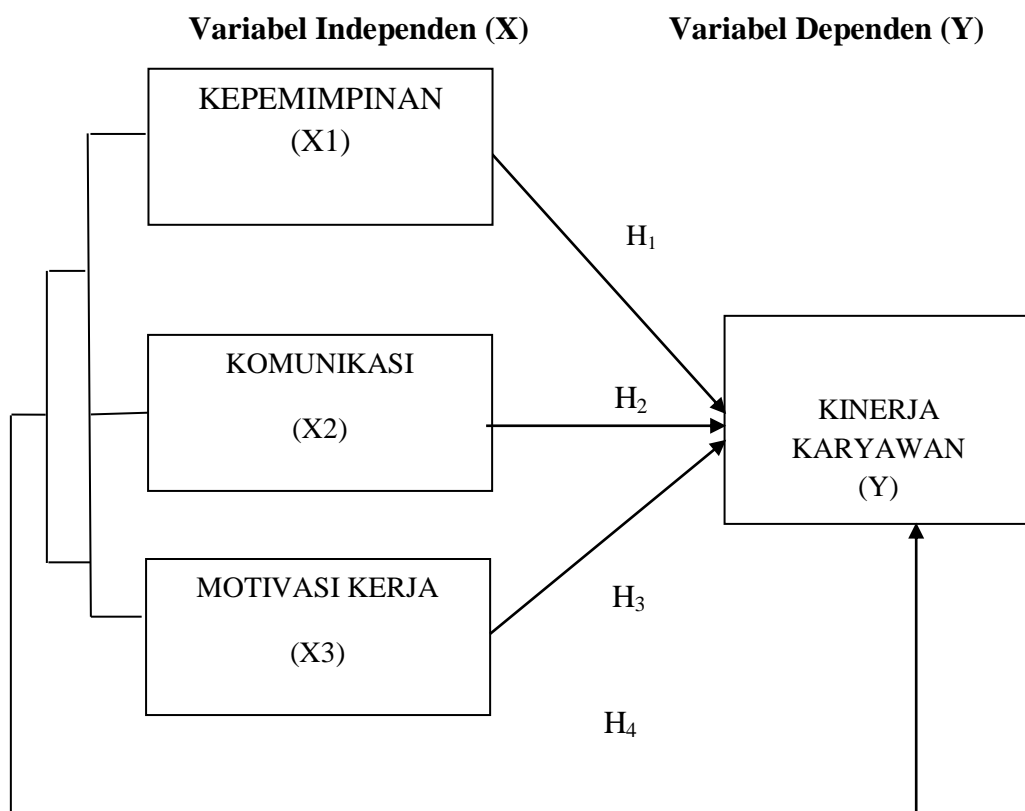 Variabel Independen (X)
Variabel Dependen (Y)
KEPEMIMPINAN
(X1)
H₁
KOMUNIKASI
(X2)
H₂
KINERJA
KARYAWAN
(Y)
MOTIVASI KERJA
(X3)
H₃
H₄